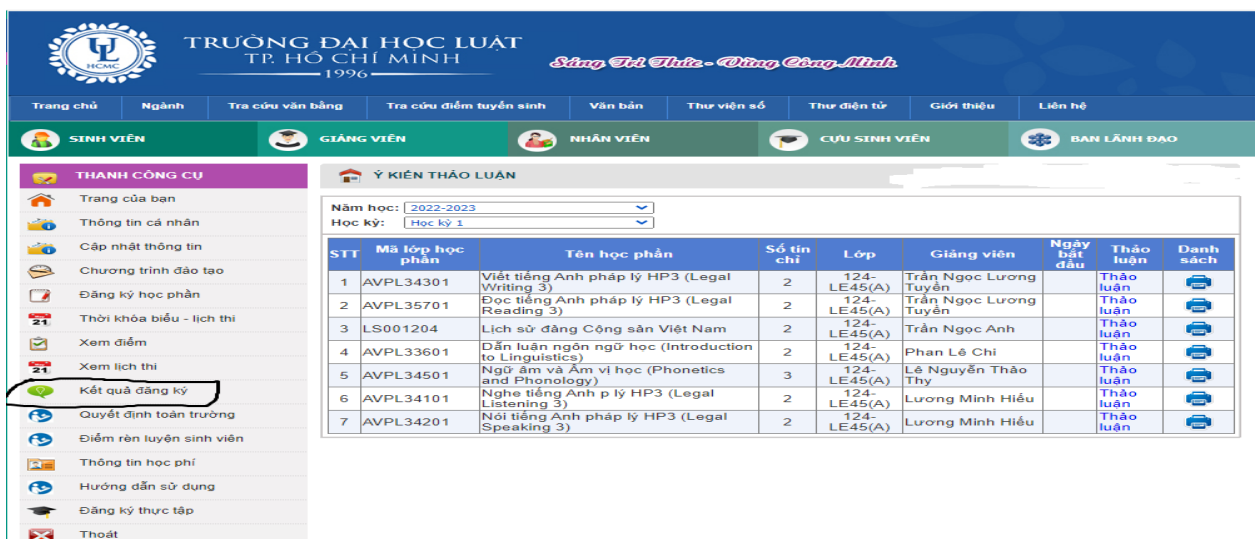 TRƯỜNG ĐẠI HỌC LUẬT
TP. HỒ CHÍ MINH
1996
UL
HCMC
Sáng Trí Thức - Vững Công Minh
Trang chủ Ngành Tra cứu văn bằng Tra cứu điểm tuyển sinh Văn bản Thư viện số Thư điện tử Giới thiệu Liên hệ
SINH VIÊN GIẢNG VIÊN NHÂN VIÊN CỰU SINH VIÊN BAN LÃNH ĐẠO
THANH CÔNG CỤ
Trang của bạn
Thông tin cá nhân
Cập nhật thông tin
Chương trình đào tạo
Đăng ký học phần
21 Thời khóa biểu - lịch thi
Xem điểm
21 Xem lịch thi
Kết quả đăng ký
Quyết định toàn trường
Điểm rèn luyện sinh viên
Thông tin học phí
Hướng dẫn sử dụng
Đăng ký thực tập
Thoát
Ý KIẾN THẢO LUẬN
Năm học: 2022-2023
Học kỳ: Học kỳ 1
STT Mã lớp học phần Tên học phần Số tín chỉ Lớp Giảng viên Ngày bắt đầu Thảo luận Danh sách
1 AVPL34301 Viết tiếng Anh pháp lý HP3 (Legal Writing 3) 2 124-LE45(A) Trần Ngọc Lương Tuyền Thảo luận
2 AVPL35701 Đọc tiếng Anh pháp lý HP3 (Legal Reading 3) 2 124-LE45(A) Trần Ngọc Lương Tuyền Thảo luận
3 LS001204 Lịch sử đảng Cộng sản Việt Nam 2 124-LE45(A) Trần Ngọc Anh Thảo luận
4 AVPL33601 Dẫn luận ngôn ngữ học (Introduction to Linguistics) 2 124-LE45(A) Phan Lê Chi Thảo luận
5 AVPL34501 Ngữ âm và Âm vị học (Phonetics and Phonology) 3 124-LE45(A) Lê Nguyễn Thảo Thy Thảo luận
6 AVPL34101 Nghe tiếng Anh p lý HP3 (Legal Listening 3) 2 124-LE45(A) Lương Minh Hiếu Thảo luận
7 AVPL34201 Nói tiếng Anh pháp lý HP3 (Legal Speaking 3) 2 124-LE45(A) Lương Minh Hiếu Thảo luận